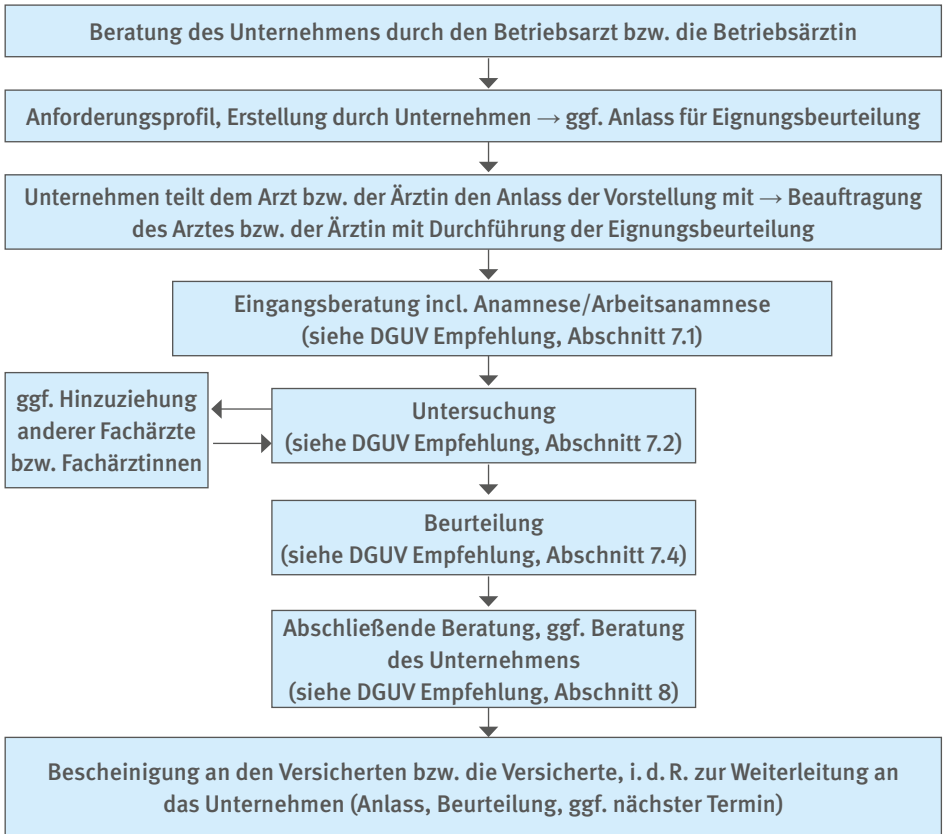 Beratung des Unternehmens durch den Betriebsarzt bzw. die Betriebsärztin
Anforderungsprofil, Erstellung durch Unternehmen → ggf. Anlass für Eignungsbeurteilung
Unternehmen teilt dem Arzt bzw. der Ärztin den Anlass der Vorstellung mit → Beauftragung
des Arztes bzw. der Ärztin mit Durchführung der Eignungsbeurteilung
Eingangsberatung incl. Anamnese/Arbeitsanamnese
(siehe DGUV Empfehlung, Abschnitt 7.1)
ggf. Hinzuziehung
anderer Fachärzte
bzw. Fachärztinnen
Untersuchung
(siehe DGUV Empfehlung, Abschnitt 7.2)
Beurteilung
(siehe DGUV Empfehlung, Abschnitt 7.4)
Abschließende Beratung, ggf. Beratung
des Unternehmens
(siehe DGUV Empfehlung, Abschnitt 8)
Bescheinigung an den Versicherten bzw. die Versicherte, i. d. R. zur Weiterleitung an
das Unternehmen (Anlass, Beurteilung, ggf. nächster Termin)